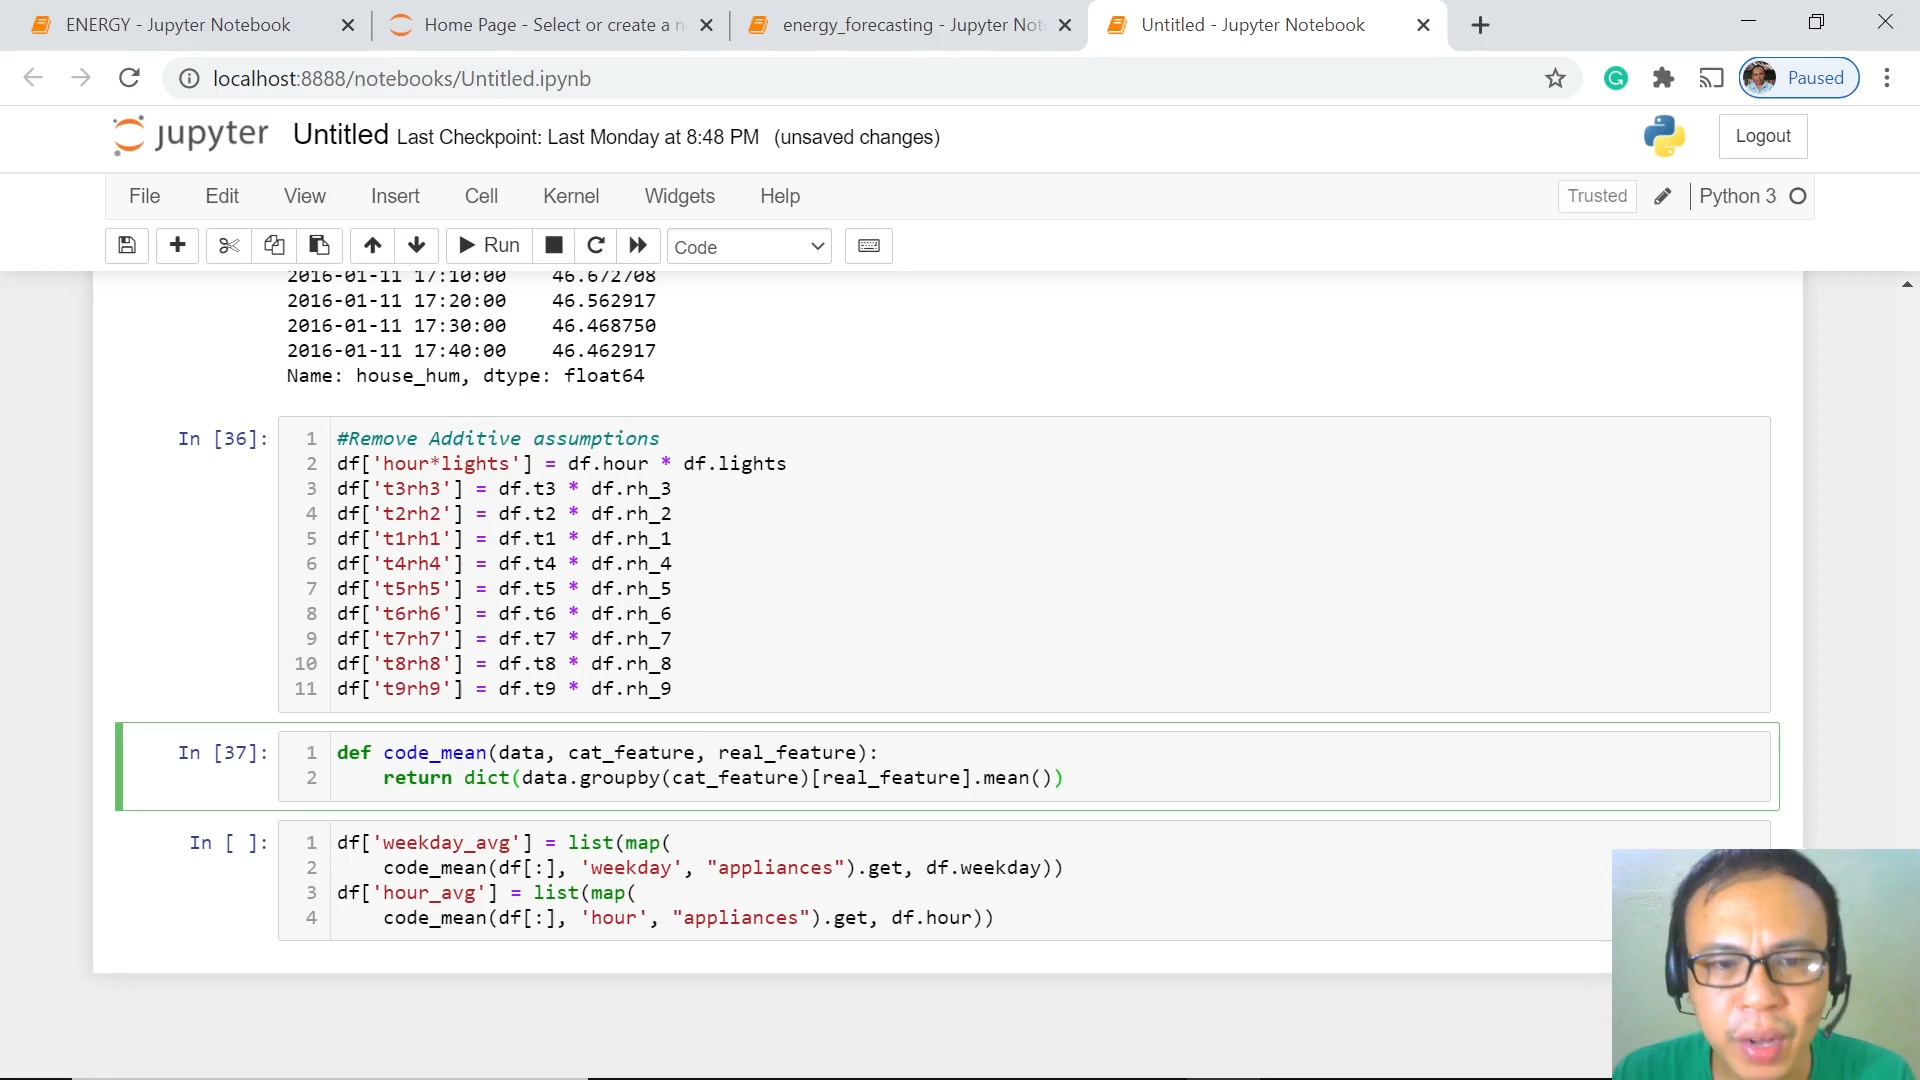 ENERGY - Jupyter Notebook
Home Page - Select or create a n
energy_forecasting - Jupyter Not
Untitled - Jupyter Notebook
localhost:8888/notebooks/Untitled.ipynb
Paused
jupyter Untitled Last Checkpoint: Last Monday at 8:48 PM (unsaved changes)
Logout
File Edit View Insert Cell Kernel Widgets Help
Trusted Python 3
Run
Code
2016-01-11 17:10:00 46.672708
2016-01-11 17:20:00 46.562917
2016-01-11 17:30:00 46.468750
2016-01-11 17:40:00 46.462917
Name: house_hum, dtype: float64
In [36]:
1 #Remove Additive assumptions
2 df['hour*lights'] = df.hour * df.lights
3 df['t3rh3'] = df.t3 * df.rh_3
4 df['t2rh2'] = df.t2 * df.rh_2
5 df['t1rh1'] = df.t1 * df.rh_1
6 df['t4rh4'] = df.t4 * df.rh_4
7 df['t5rh5'] = df.t5 * df.rh_5
8 df['t6rh6'] = df.t6 * df.rh_6
9 df['t7rh7'] = df.t7 * df.rh_7
10 df['t8rh8'] = df.t8 * df.rh_8
11 df['t9rh9'] = df.t9 * df.rh_9
In [37]:
1 def code_mean(data, cat_feature, real_feature):
2     return dict(data.groupby(cat_feature)[real_feature].mean())
In [ ]:
1 df['weekday_avg'] = list(map(
2     code_mean(df[:], 'weekday', "appliances").get, df.weekday))
3 df['hour_avg'] = list(map(
4     code_mean(df[:], 'hour', "appliances").get, df.hour))